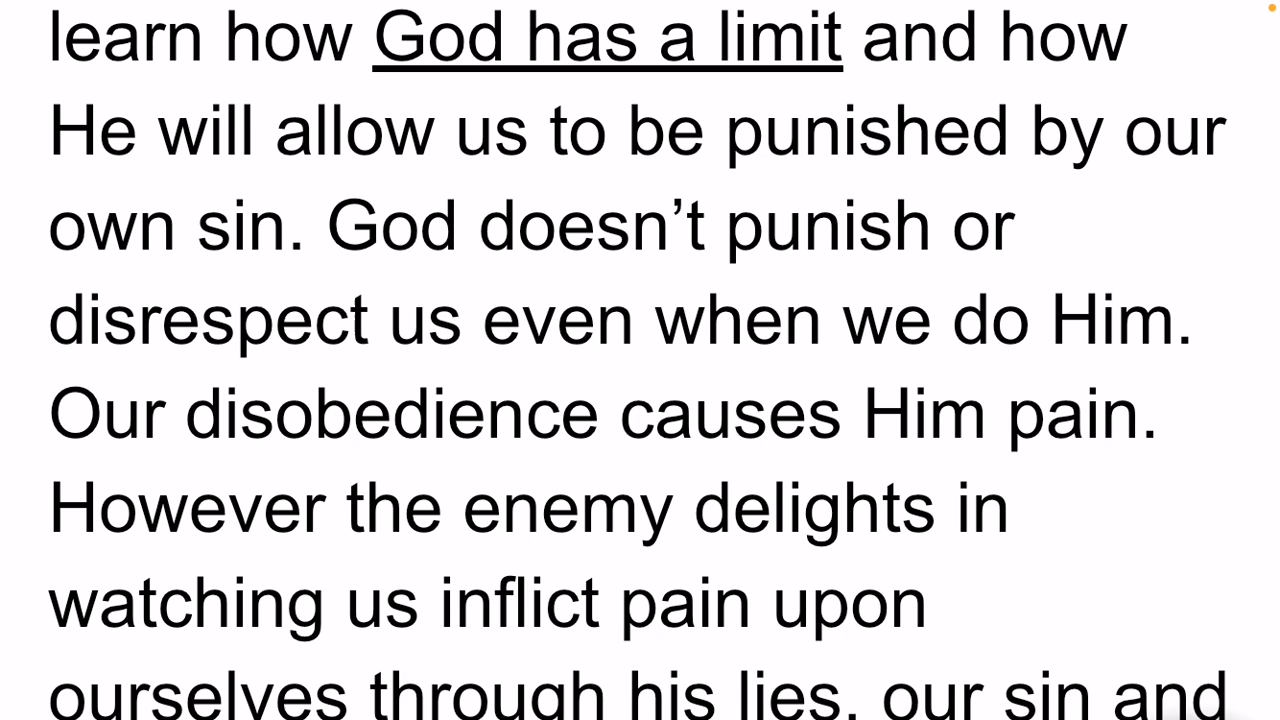 learn how God has a limit and how
He will allow us to be punished by our
own sin. God doesn’t punish or
disrespect us even when we do Him.
Our disobedience causes Him pain.
However the enemy delights in
watching us inflict pain upon
ourselves through his lies, our sin and